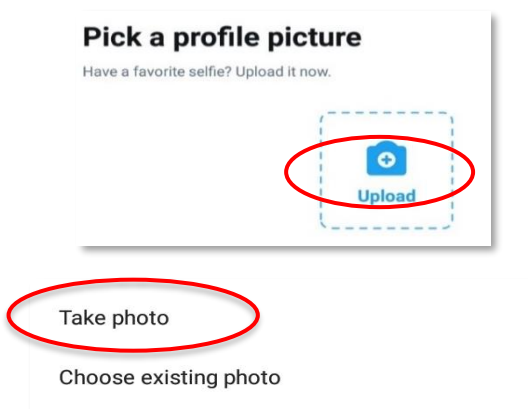 Pick a profile picture
Have a favorite selfie? Upload it now.
Upload
Take photo
Choose existing photo